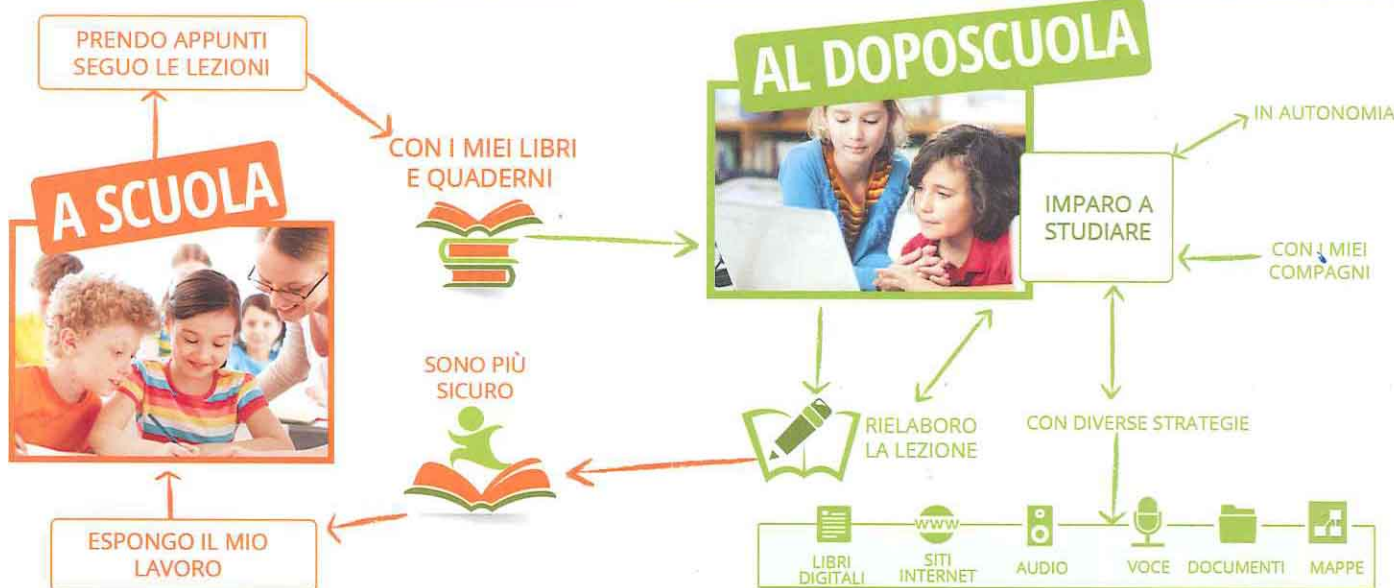 PRENDO APPUNTI
SEGUO LE LEZIONI
A SCUOLA
CON I MIEI LIBRI
E QUADERNI
SONO PIÙ
SICURO
ESPONGO IL MIO
LAVORO
AL DOPOSCUOLA
IMPARO A
STUDIARE
IN AUTONOMIA
CON I MIEI
COMPAGNI
RIELABORO
LA LEZIONE
CON DIVERSE STRATEGIE
WWW
LIBRI
DIGITALI
SITI
INTERNET
AUDIO
VOCE
DOCUMENTI
MAPPE